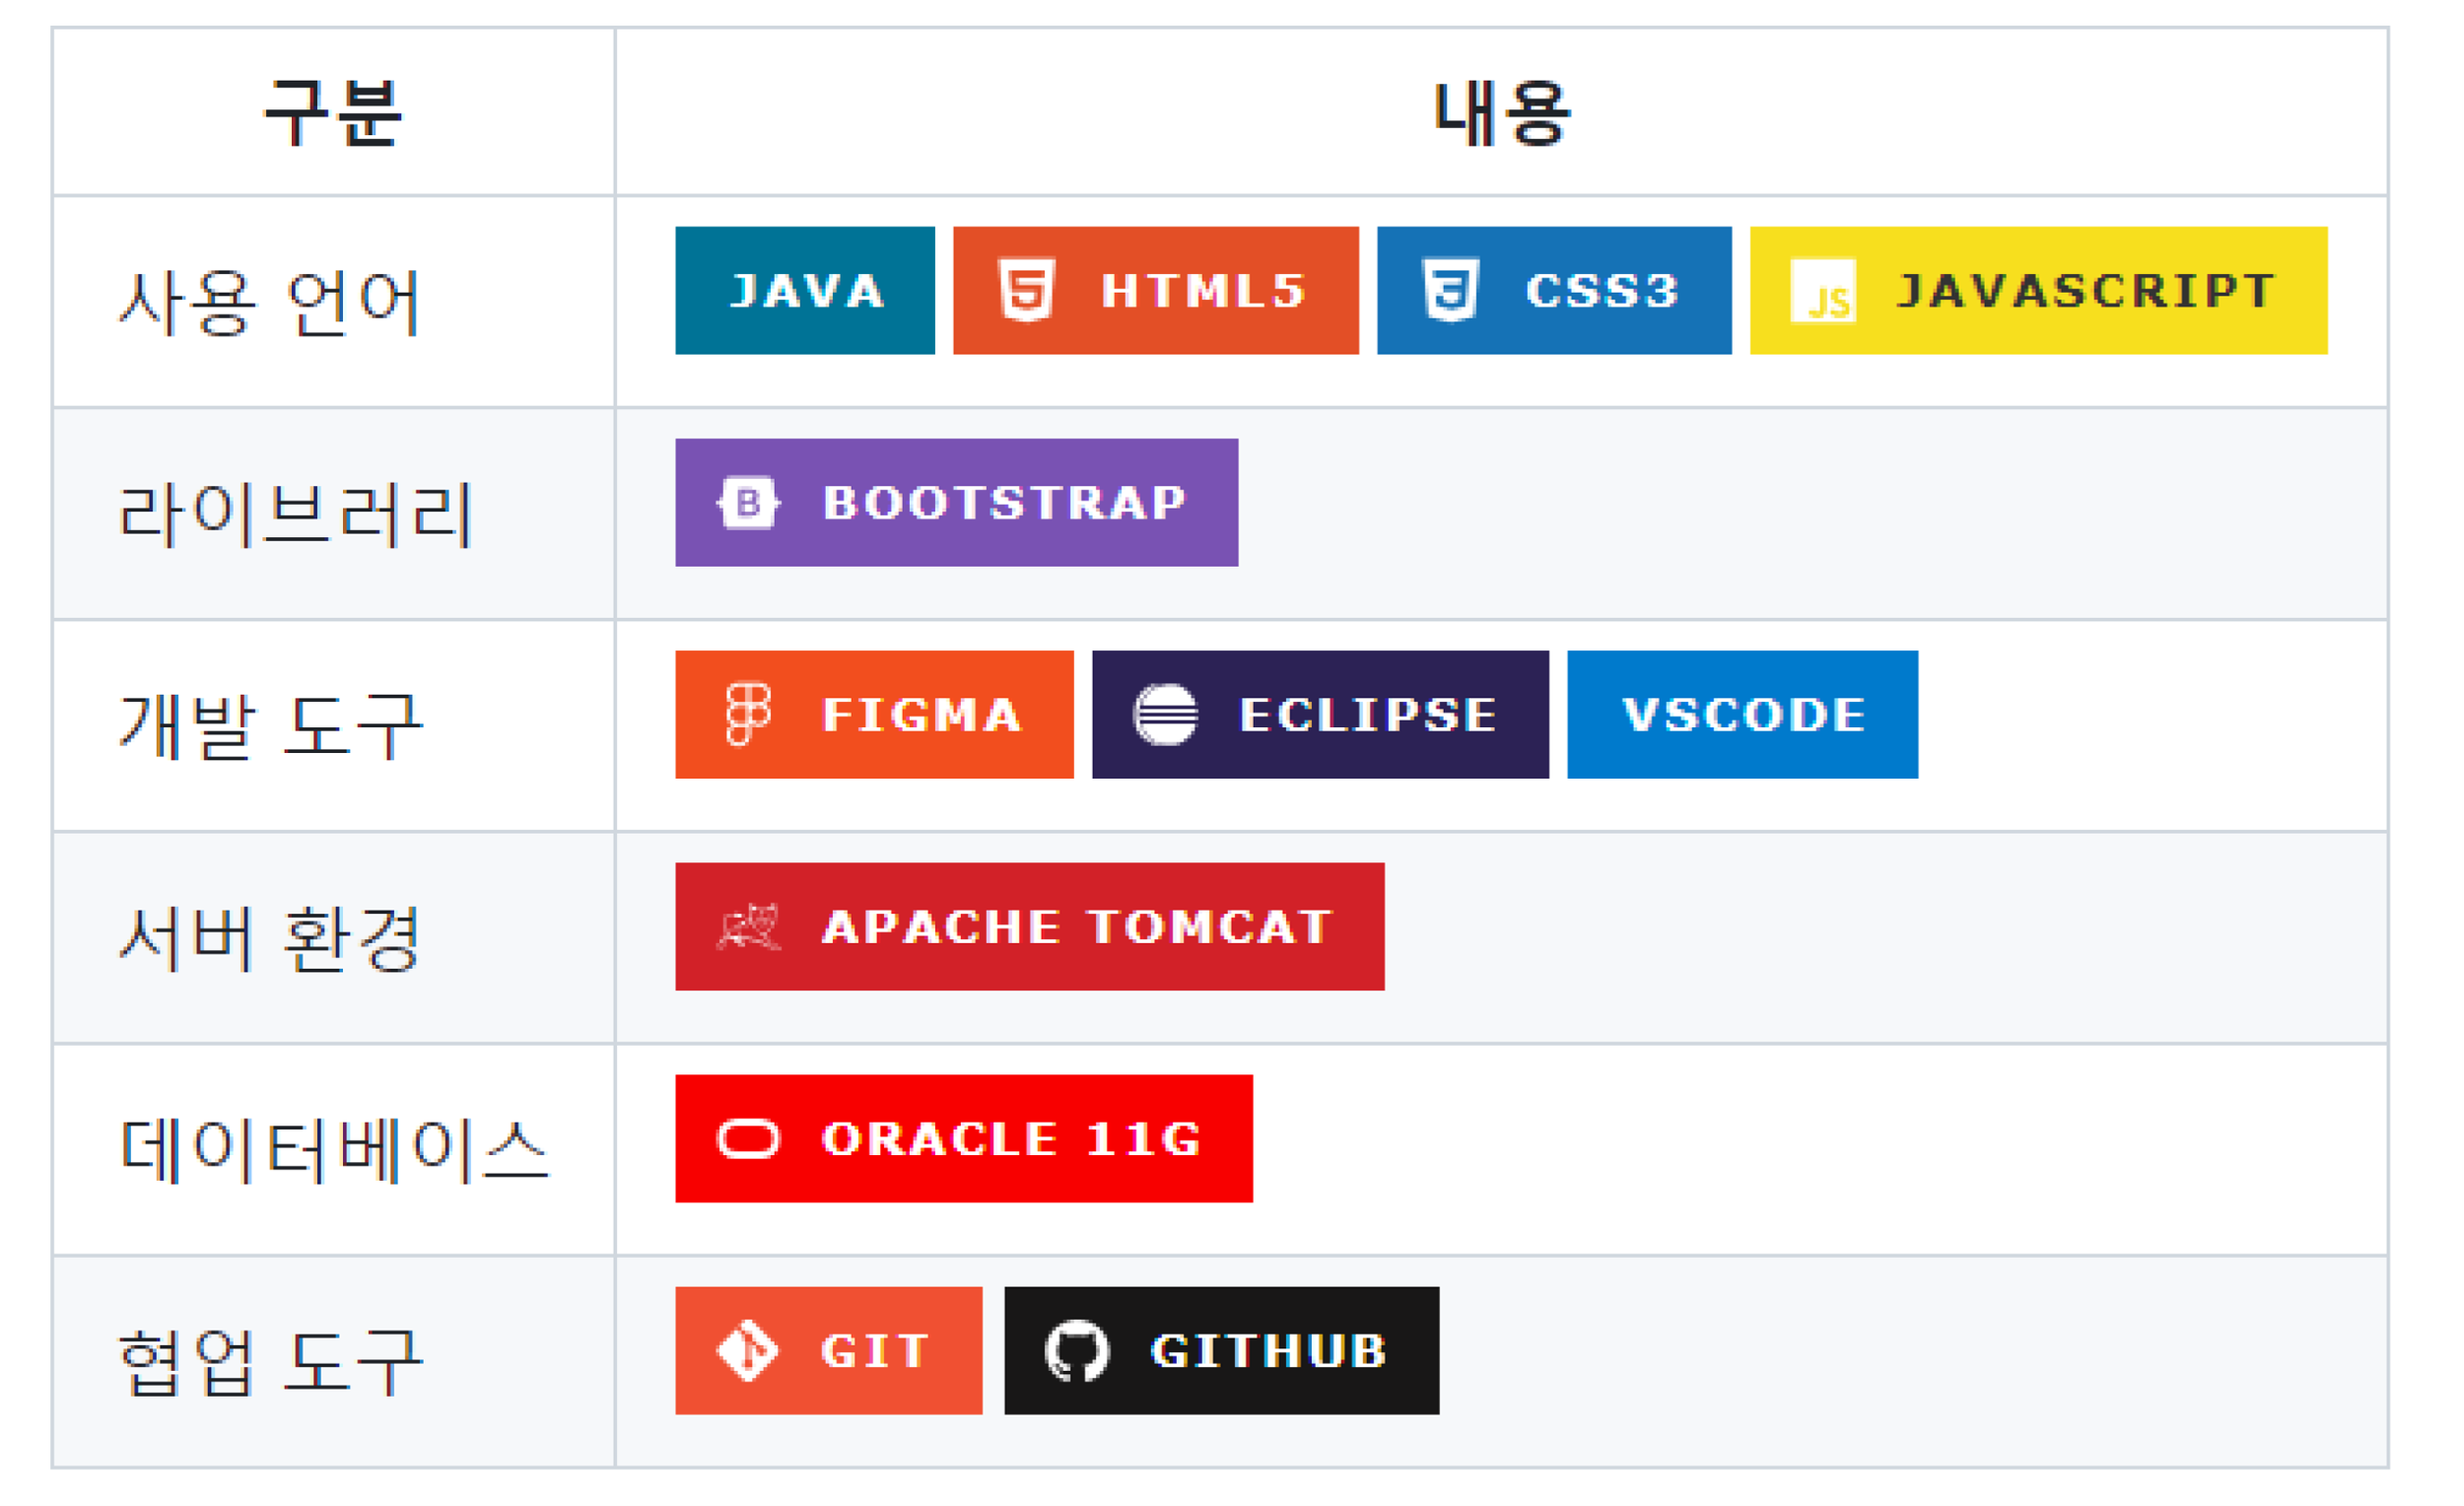 구분 내용
사용 언어 JAVA HTML5 CSS3 JS JAVASCRIPT
라이브러리 B BOOTSTRAP
개발 도구 FIGMA ECLIPSE VSCODE
서버 환경 APACHE TOMCAT
데이터베이스 ORACLE 11G
협업 도구 GIT GITHUB